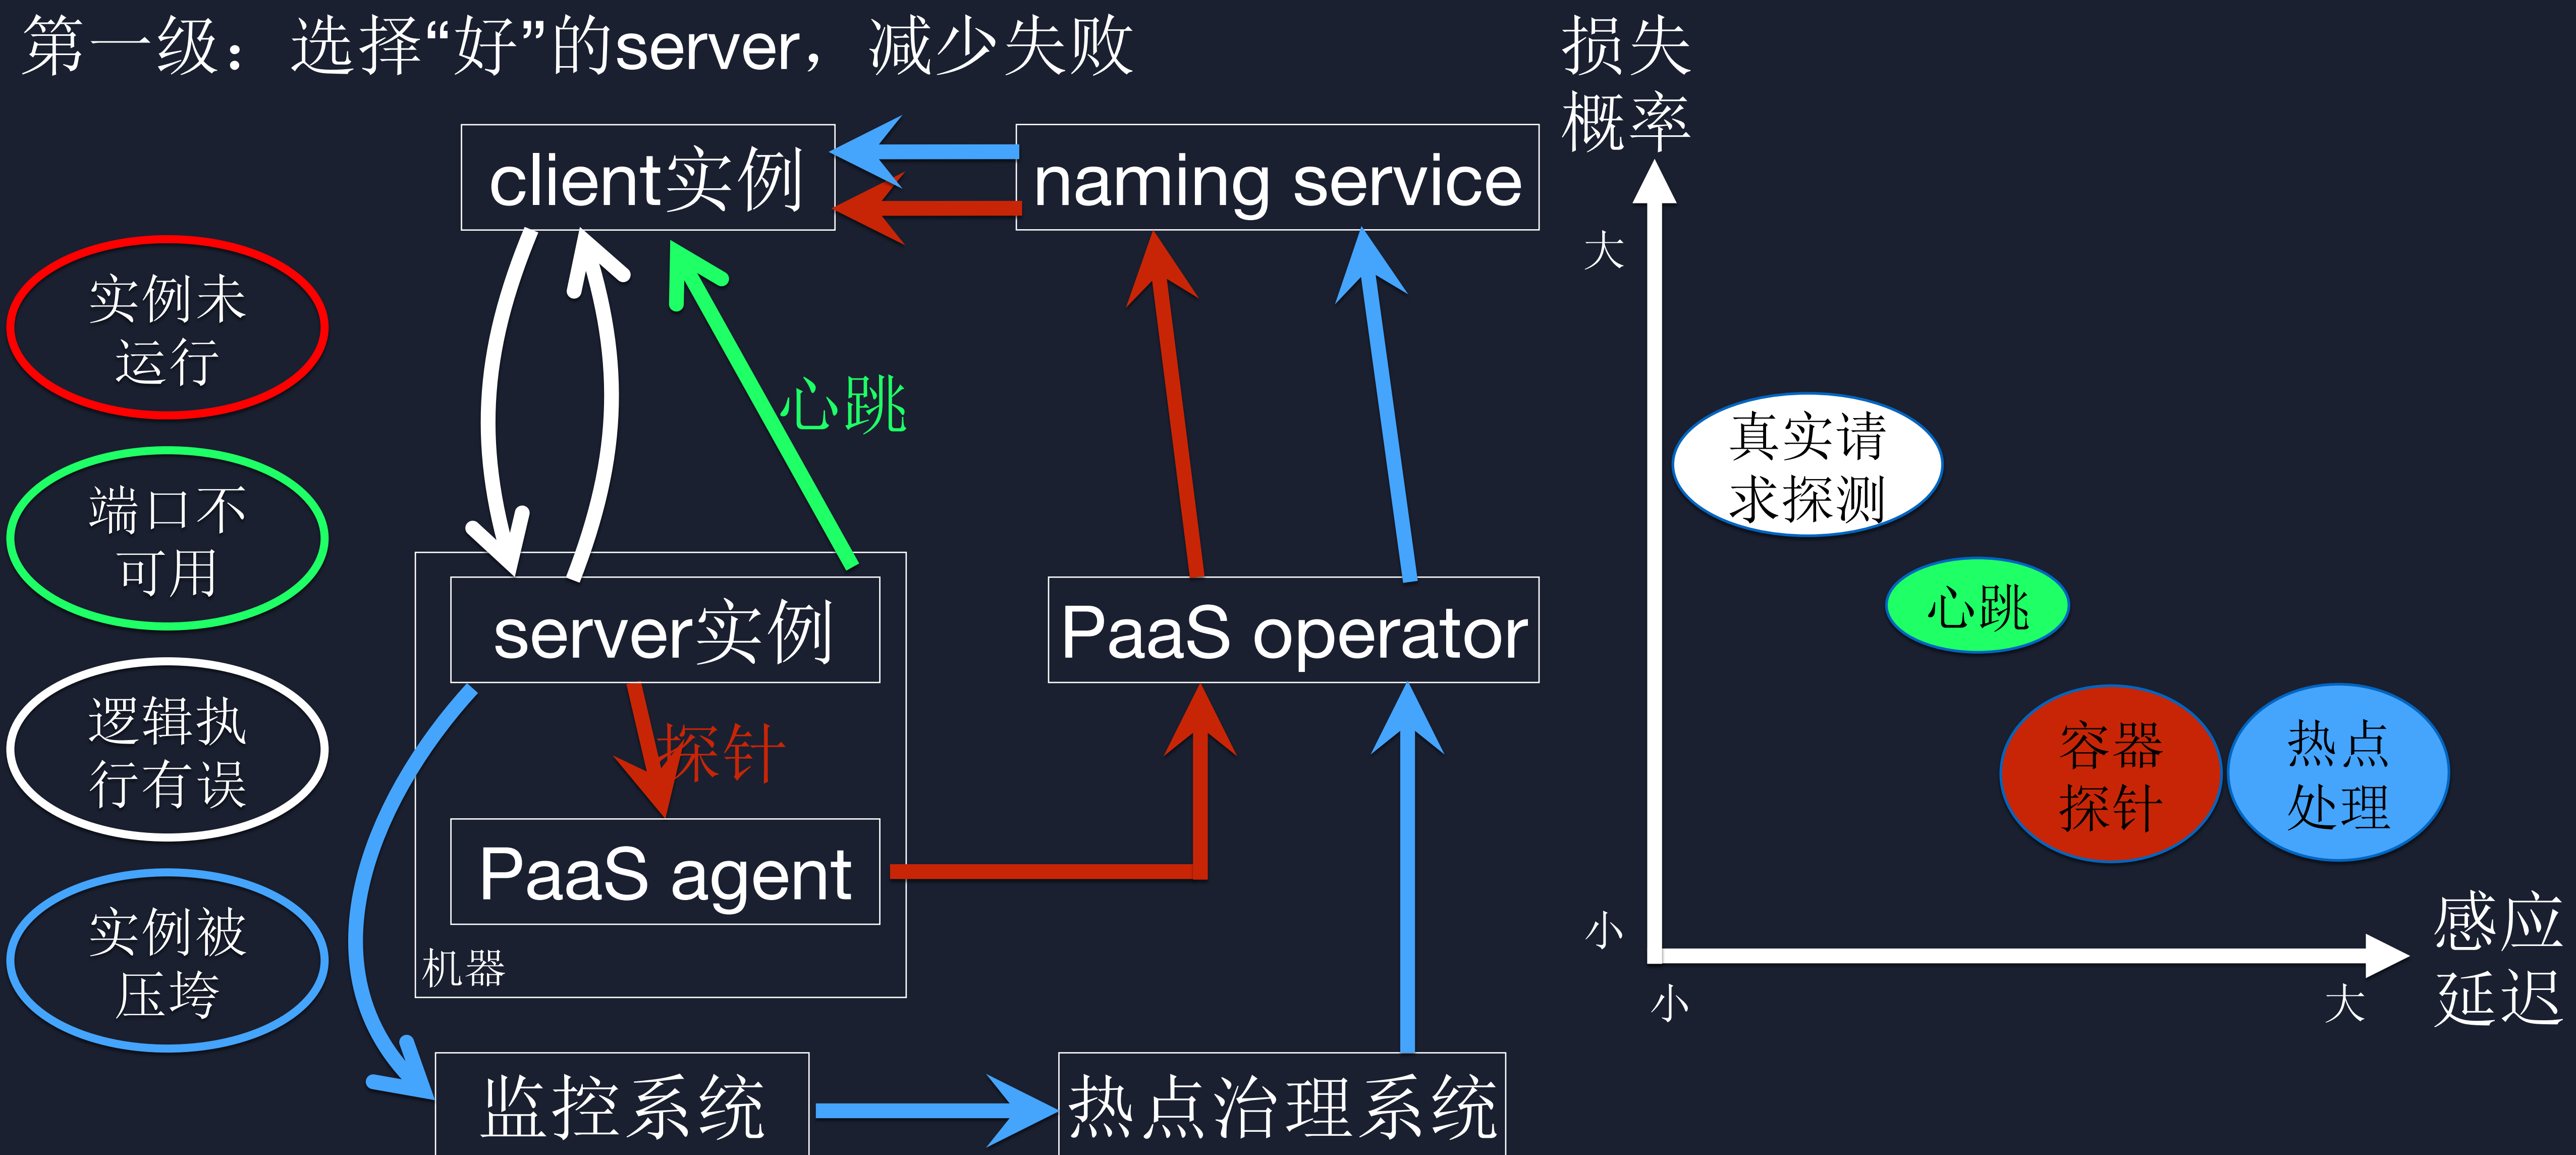 第一级：选择“好”的server，减少失败
client实例
naming service
实例未
运行
端口不
可用
逻辑执
行有误
实例被
压垮
心跳
server实例
PaaS operator
探针
PaaS agent
机器
监控系统
热点治理系统
损失
概率
大
真实请
求探测
心跳
容器
探针
热点
处理
小
小
大
感应
延迟